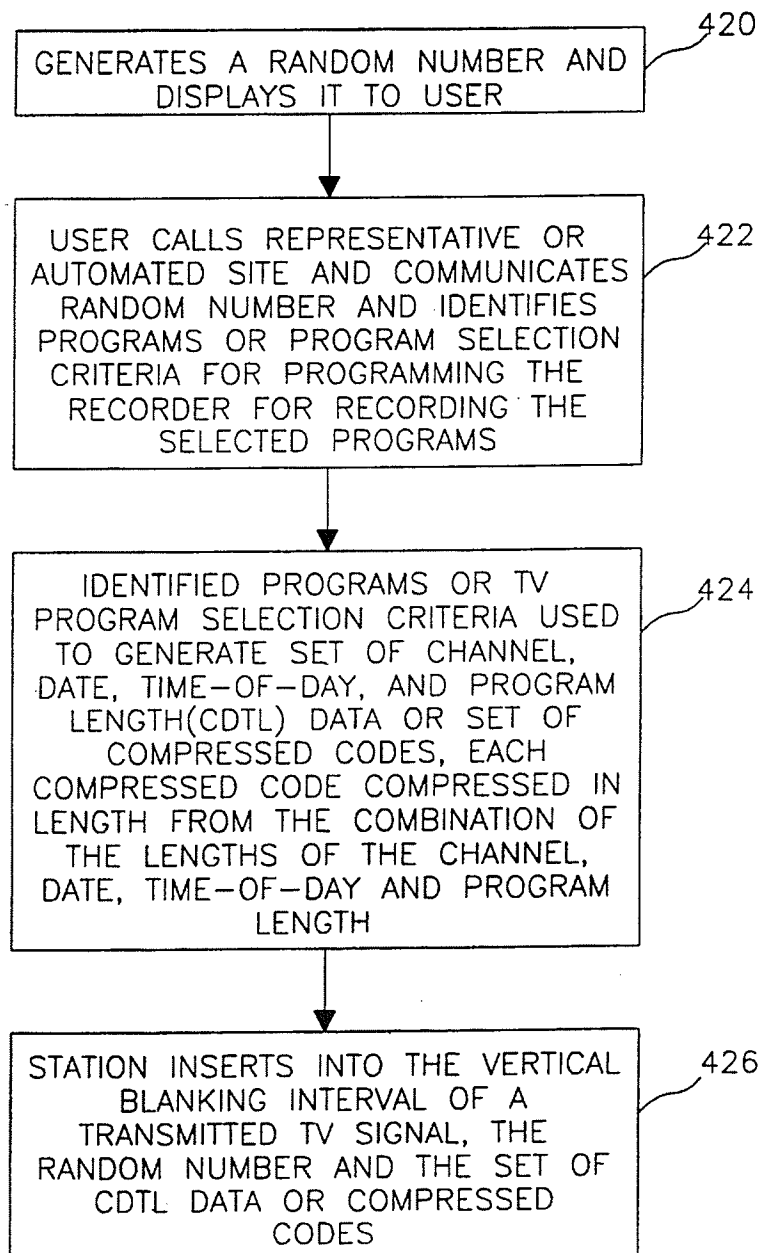 420
GENERATES A RANDOM NUMBER AND
DISPLAYS IT TO USER
422
USER CALLS REPRESENTATIVE OR
AUTOMATED SITE AND COMMUNICATES
RANDOM NUMBER AND IDENTIFIES
PROGRAMS OR PROGRAM SELECTION
CRITERIA FOR PROGRAMMING THE
RECORDER FOR RECORDING THE
SELECTED PROGRAMS
424
IDENTIFIED PROGRAMS OR TV
PROGRAM SELECTION CRITERIA USED
TO GENERATE SET OF CHANNEL,
DATE, TIME-OF-DAY, AND PROGRAM
LENGTH(CDTL) DATA OR SET OF
COMPRESSED CODES, EACH
COMPRESSED CODE COMPRESSED IN
LENGTH FROM THE COMBINATION OF
THE LENGTHS OF THE CHANNEL,
DATE, TIME-OF-DAY AND PROGRAM
LENGTH
426
STATION INSERTS INTO THE VERTICAL
BLANKING INTERVAL OF A
TRANSMITTED TV SIGNAL, THE
RANDOM NUMBER AND THE SET OF
CDTL DATA OR COMPRESSED
CODES